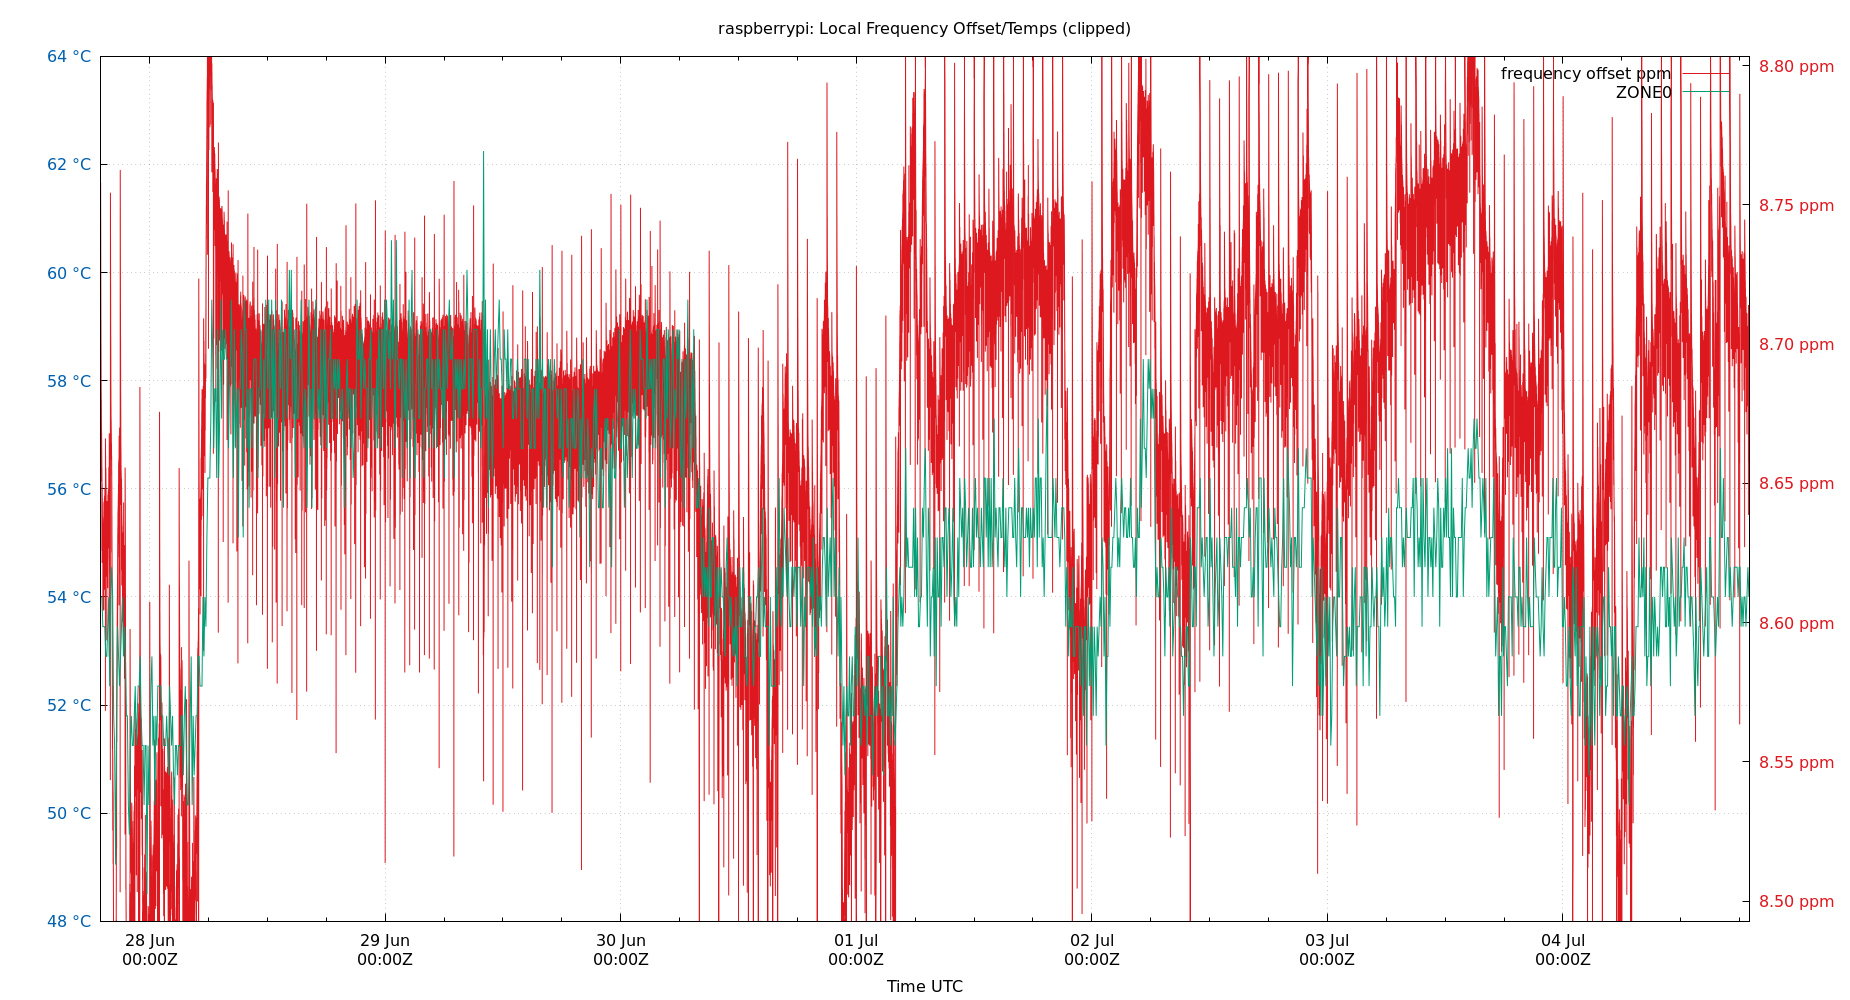 raspberrypi: Local Frequency Offset/Temps (clipped)
64 °C
62 °C
60 °C
58 °C
56 °C
54 °C
52 °C
50 °C
48 °C
frequency offset ppm
ZONE0
8.80 ppm
8.75 ppm
8.70 ppm
8.65 ppm
8.60 ppm
8.55 ppm
8.50 ppm
28 Jun 29 Jun 30 Jun 01 Jul 02 Jul 03 Jul 04 Jul
00:00Z 00:00Z 00:00Z 00:00Z 00:00Z 00:00Z 00:00Z
Time UTC